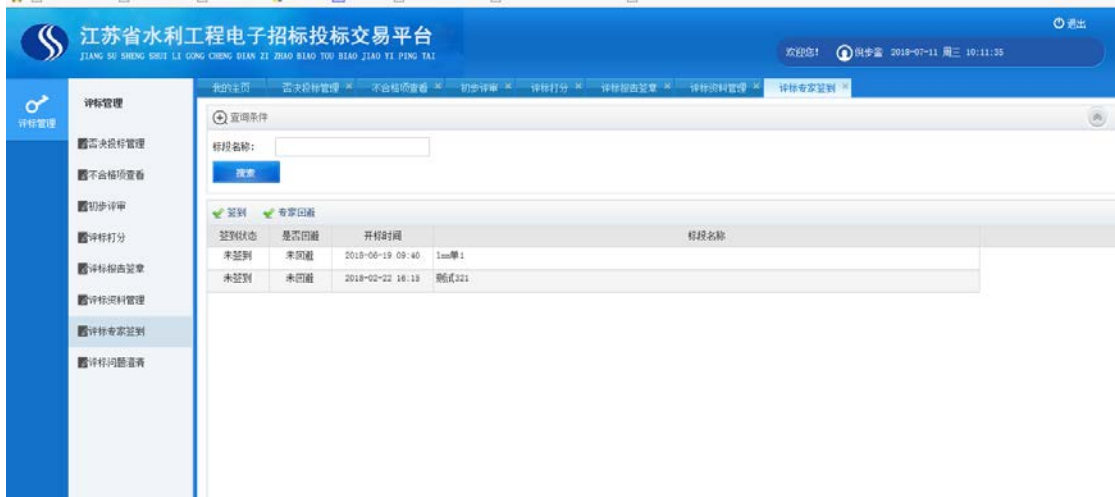 江苏省水利工程电子招标投标交易平台
JIANG SU SHENG SHUI LI GONG CHENG DIAN ZI ZHAO BIAO TOU BIAO JIAO YI PING TAI
退出
欢迎您! 2018-07-11 周三 10:11:35
我的主页 否决投标管理 不合格项查看 初步评审 评标打分 评标报告签章 评标资料管理 评标专家签到
评标管理
评标管理
否决投标管理
不合格项查看
初步评审
评标打分
评标报告签章
评标资料管理
评标专家签到
评标问题澄清
查询条件
标段名称:
搜索
签到 专家回避
签到状态 是否回避 开标时间 标段名称
未签到 未回避 2018-06-19 09:40
未签到 未回避 2018-02-22 16:18 测试321